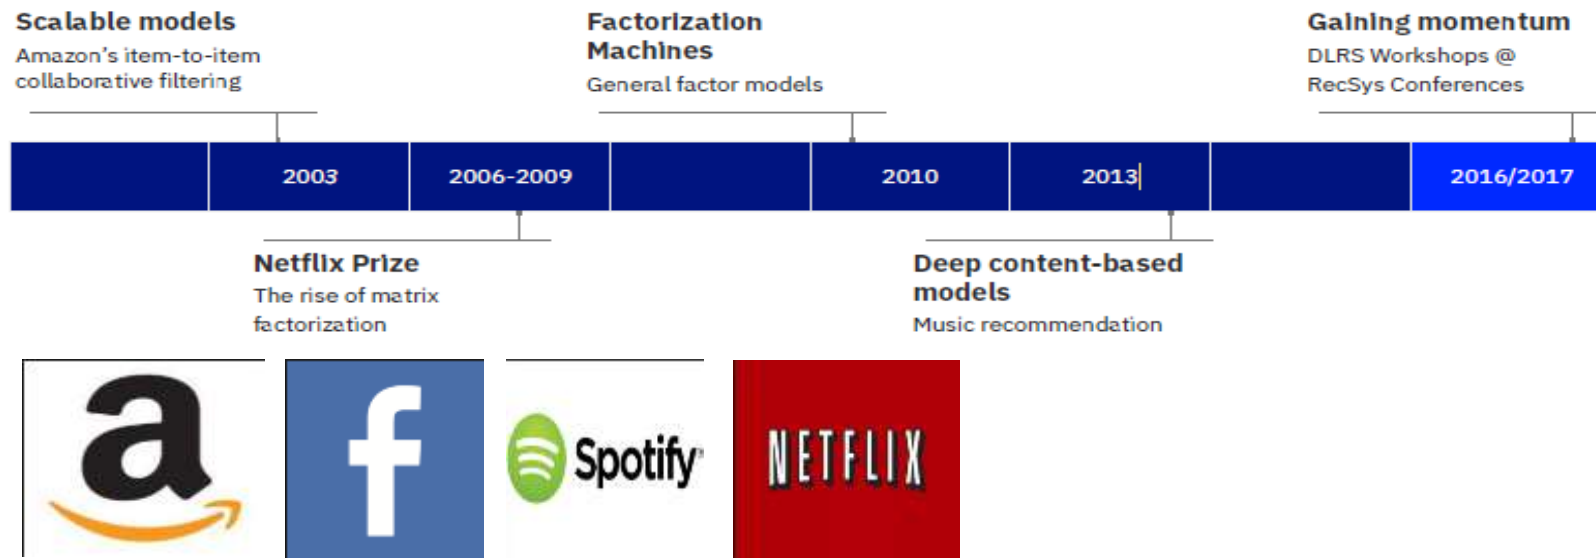 Scalable models
Amazon's item-to-item
collaborative filtering
Factorization
Machines
General factor models
Gaining momentum
DLRS Workshops @
RecSys Conferences
2003
2006-2009
2010
2013
2016/2017
Netflix Prize
The rise of matrix
factorization
Deep content-based
models
Music recommendation
a
f
Spotify
NETFLIX